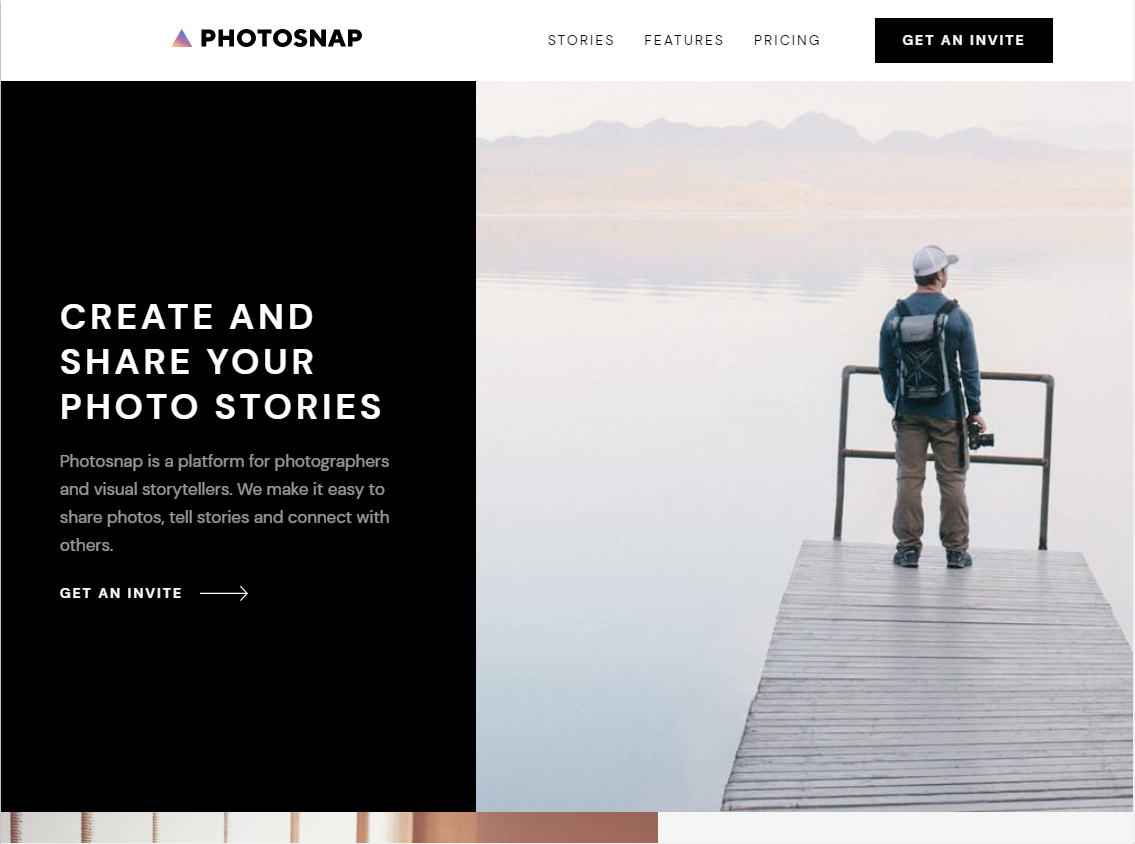 PHOTOSNAP
STORIES FEATURES PRICING GET AN INVITE
CREATE AND
SHARE YOUR
PHOTO STORIES
Photosnap is a platform for photographers
and visual storytellers. We make it easy to
share photos, tell stories and connect with
others.
GET AN INVITE